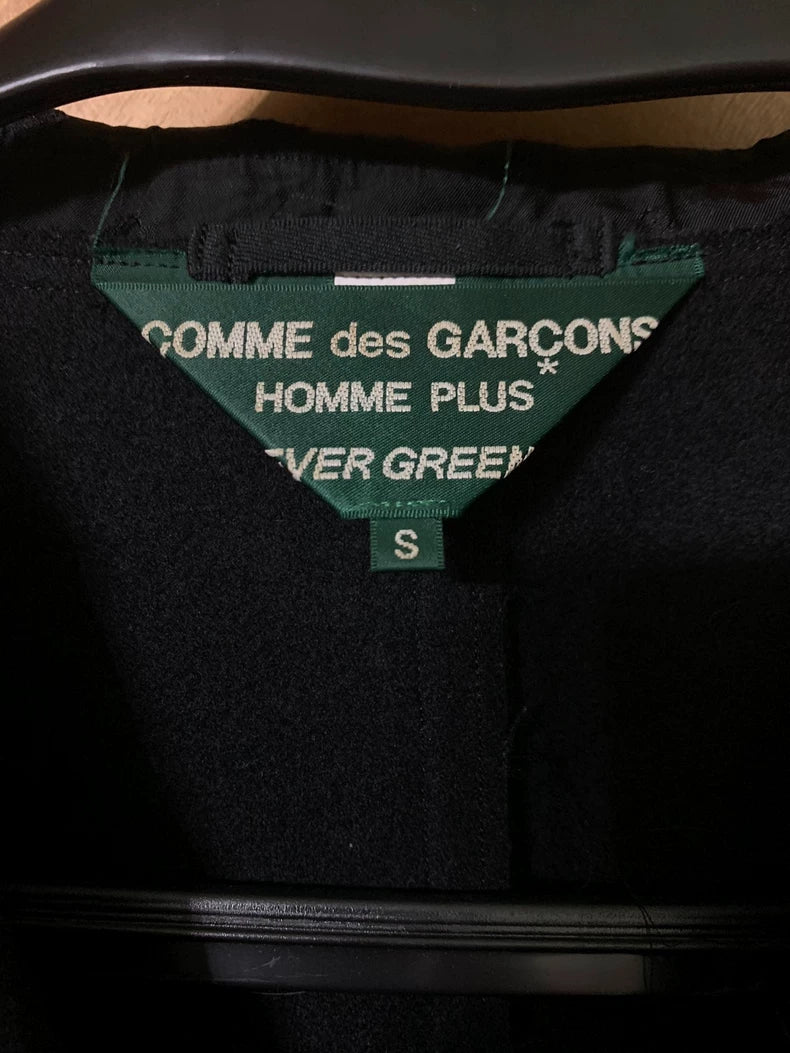 COMME des GARÇONS
HOMME PLUS*
EVER GREEN
S